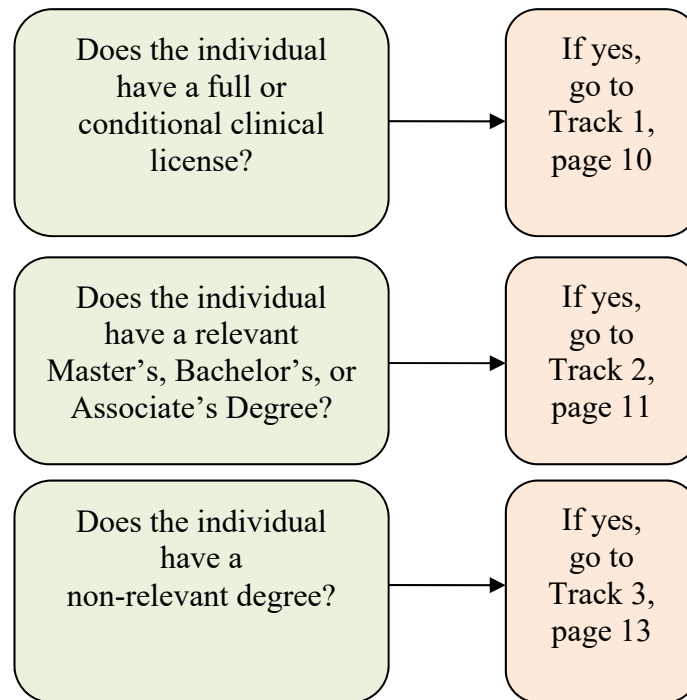 Does the individual
have a full or
conditional clinical
license?
If yes,
go to
Track 1,
page 10
Does the individual
have a relevant
Master’s, Bachelor’s, or
Associate’s Degree?
If yes,
go to
Track 2,
page 11
Does the individual
have a
non-relevant degree?
If yes,
go to
Track 3,
page 13